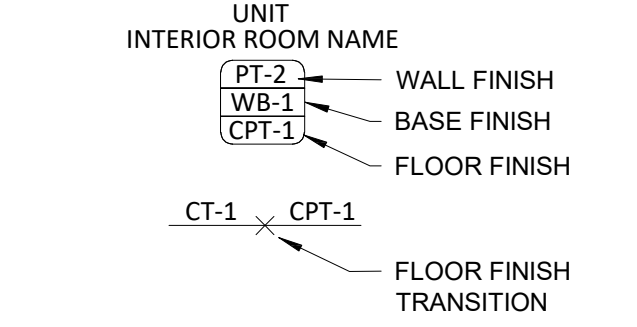 UNIT
INTERIOR ROOM NAME
PT-2
WALL FINISH
WB-1
BASE FINISH
CPT-1
FLOOR FINISH
CT-1 CPT-1
FLOOR FINISH
TRANSITION